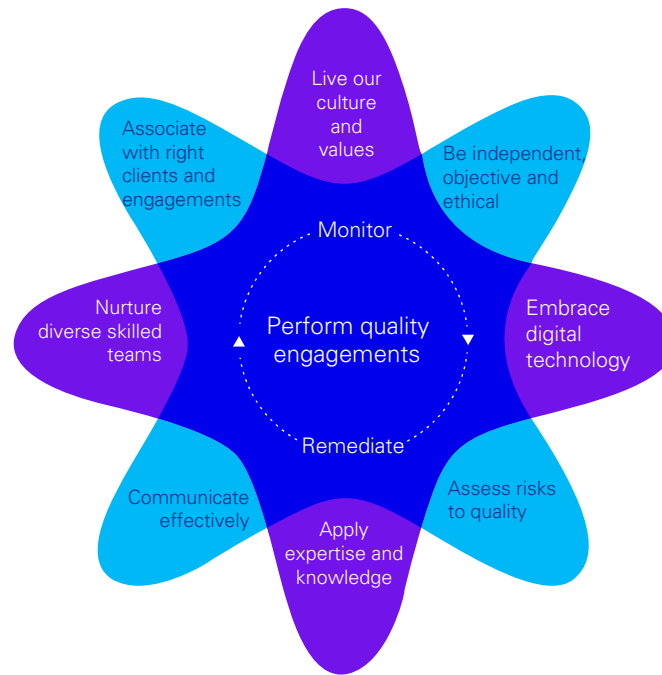 Live our
culture
and
values
Associate
with right
clients and
engagements
Be independent,
objective and
ethical
Monitor
Nurture
diverse skilled
teams
Perform quality
engagements
Embrace
digital
technology
Remediate
Communicate
effectively
Assess risks
to quality
Apply
expertise and
knowledge